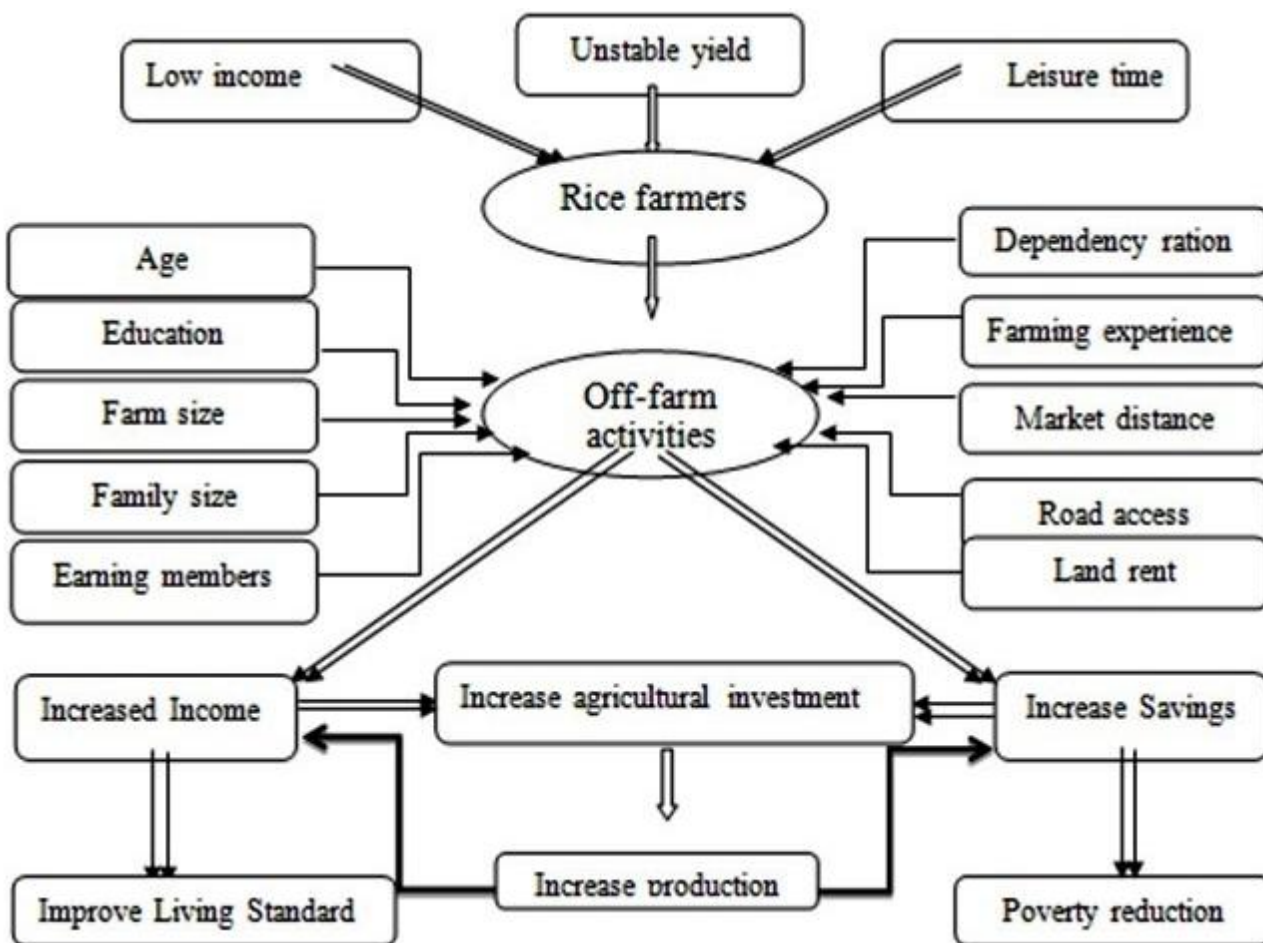 Low income
Unstable yield
Leisure time
Rice farmers
Age
Education
Farm size
Family size
Earning members
Dependency ration
Farming experience
Market distance
Road access
Land rent
Off-farm
activities
Increased Income
Increase agricultural investment
Increase Savings
Improve Living Standard
Increase production
Poverty reduction